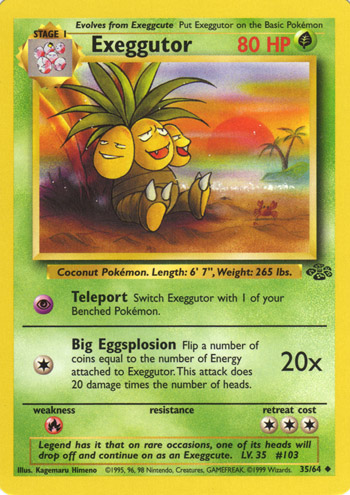 Evolves from Exeggcute Put Exeggutor on the Basic Pokémon
STAGE 1
Exeggutor 80 HP
Coconut Pokémon. Length: 6' 7", Weight: 265 lbs.
Teleport Switch Exeggutor with 1 of your
Benched Pokémon.
Big Eggsplosion Flip a number of
coins equal to the number of Energy
attached to Exeggutor. This attack does
20 damage times the number of heads.
20x
weakness resistance retreat cost
Legend has it that on rare occasions, one of its heads will
drop off and continue on as an Exeggcute. LV. 35 #103
Illus. Kagemaru Himeno ©1995, 96, 98 Nintendo, Creatures, GAMEFREAK. ©1999 Wizards. 35/64